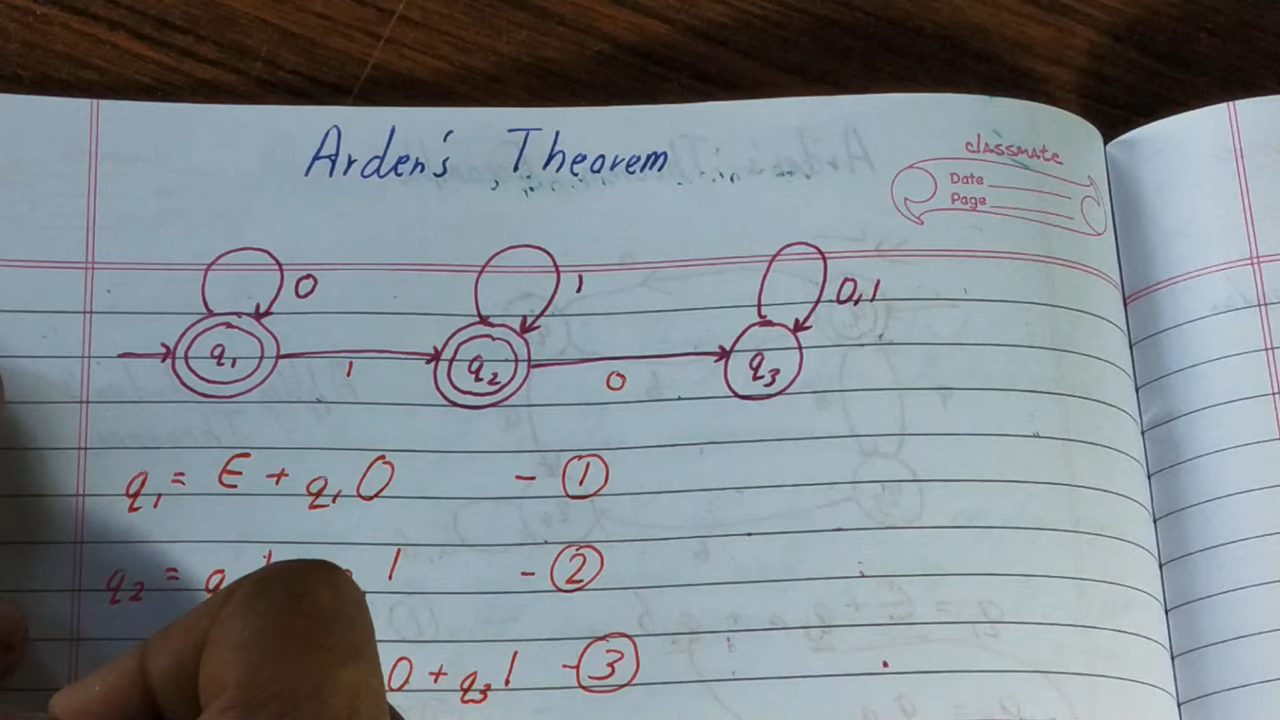 Arden's Theorem
classmate
Date
Page
0 1 0,1
q₁ q₂ q₃
1 0
q₁ = ε + q₁0 - ①
q₂ = q 1 - ②
0 + q₃1 - ③